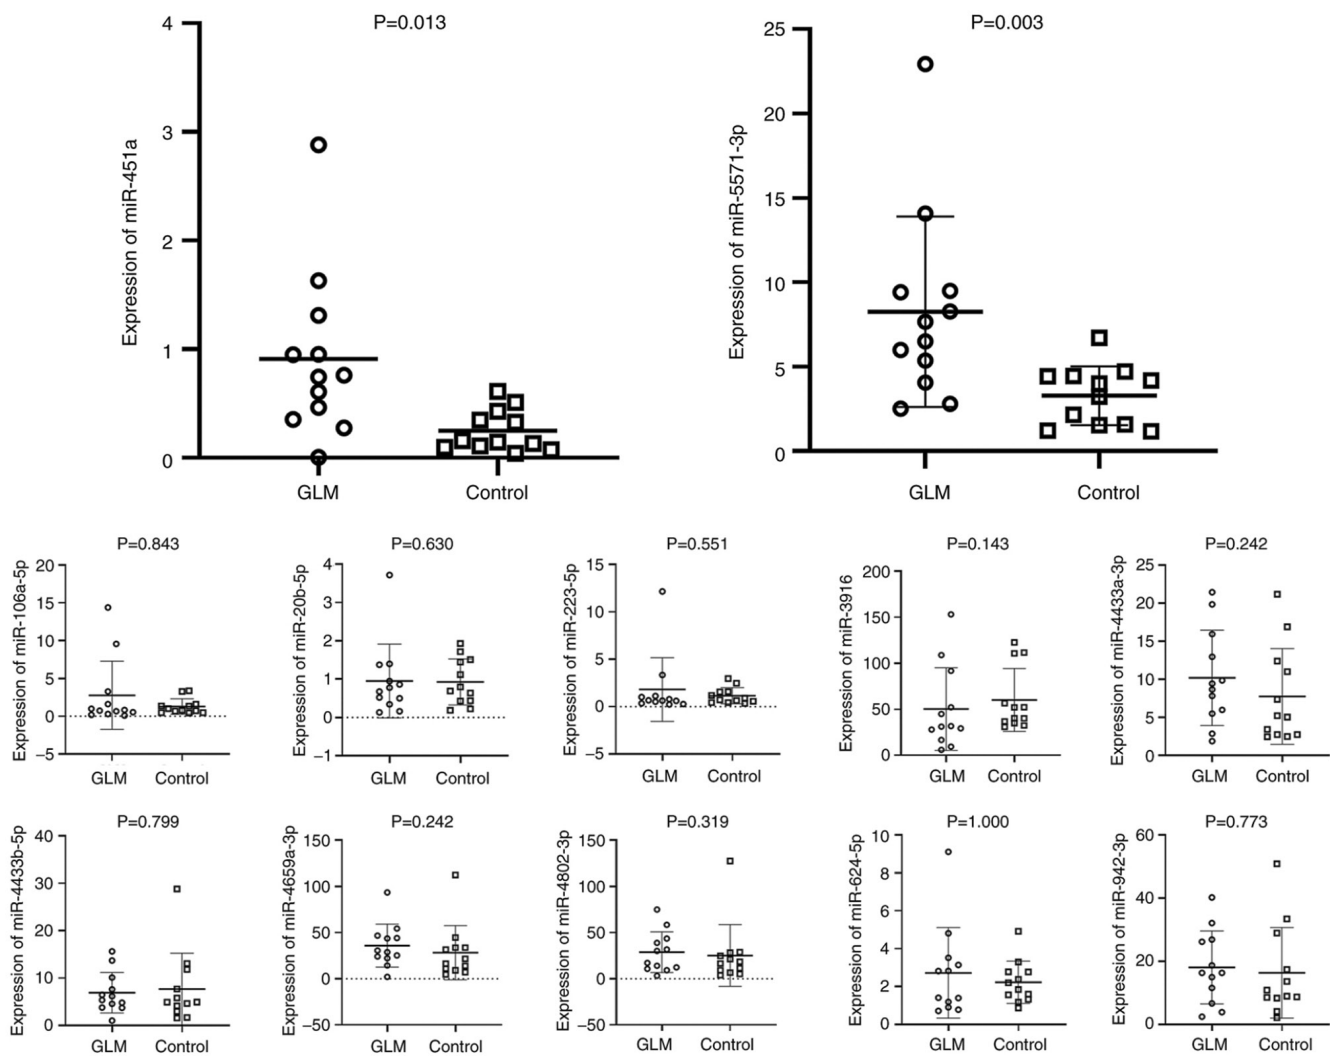 P=0.013
Expression of miR-451a
4
3
2
1
0
GLM Control
P=0.003
Expression of miR-5571-3p
25
20
15
10
5
0
GLM Control
P=0.843
Expression of miR-106a-5p
20
15
10
5
0
−5
GLM Control
P=0.630
Expression of miR-20b-5p
4
3
2
1
0
−1
GLM Control
P=0.551
Expression of miR-223-5p
15
10
5
0
−5
GLM Control
P=0.143
Expression of miR-3916
200
150
100
50
0
GLM Control
P=0.242
Expression of miR-4433a-3p
25
20
15
10
5
0
GLM Control
P=0.799
Expression of miR-4433b-5p
40
30
20
10
0
GLM Control
P=0.242
Expression of miR-4659a-3p
150
100
50
0
−50
GLM Control
P=0.319
Expression of miR-4802-3p
150
100
50
0
−50
GLM Control
P=1.000
Expression of miR-624-5p
10
8
6
4
2
0
GLM Control
P=0.773
Expression of miR-942-3p
60
40
20
0
GLM Control